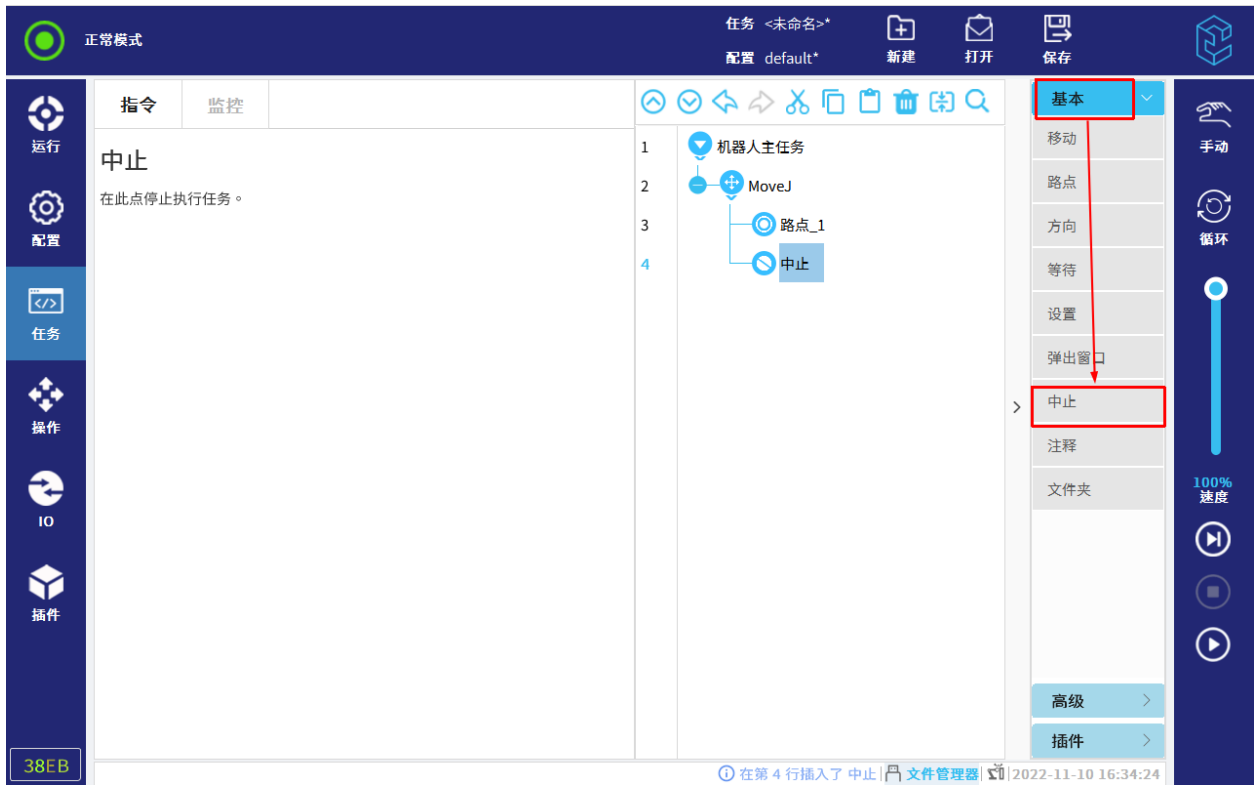 正常模式
任务 <未命名>*
配置 default*
新建
打开
保存
运行
配置
任务
操作
IO
插件
38EB
指令
监控
中止
在此点停止执行任务。
1 机器人主任务
2 MoveJ
3 路点_1
4 中止
基本
移动
路点
方向
等待
设置
弹出窗口
中止
注释
文件夹
高级
插件
手动
循环
100%
速度
在第 4 行插入了 中止 文件管理器 2022-11-10 16:34:24